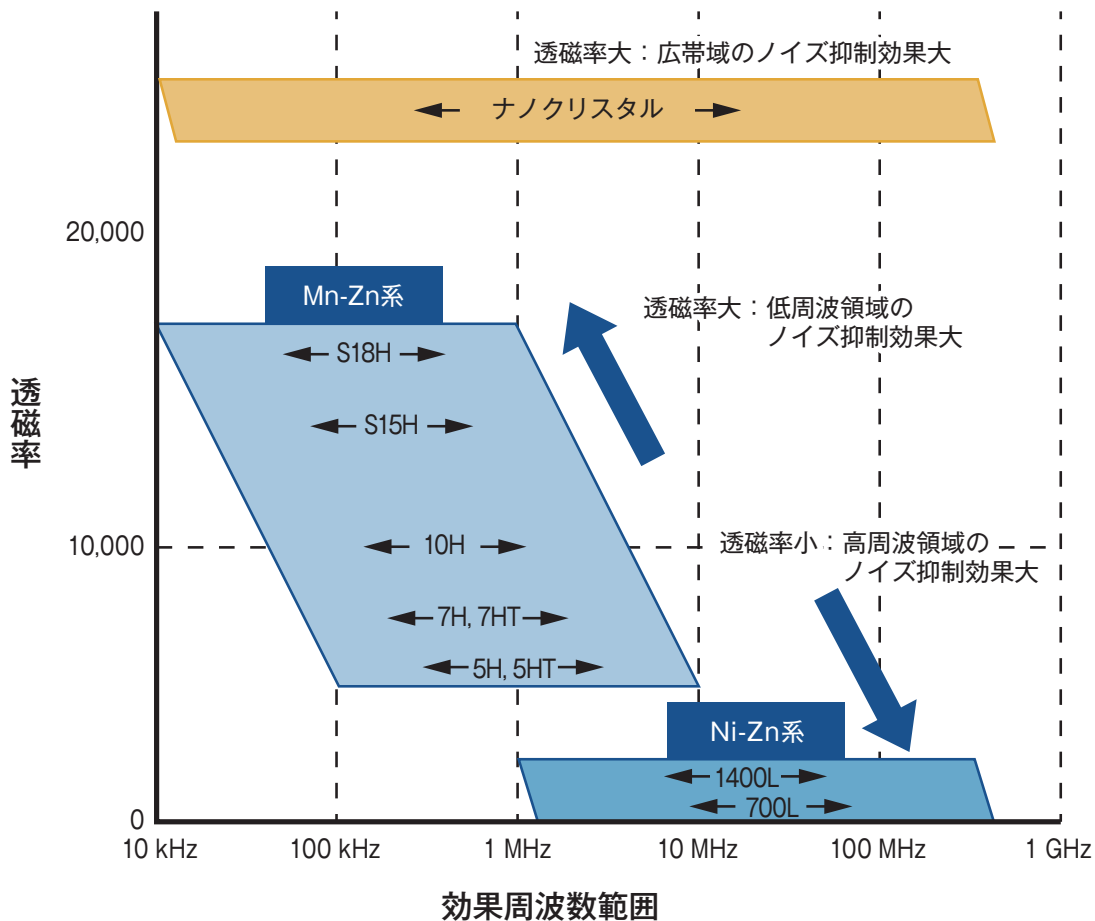 透磁率大：広帯域のノイズ抑制効果大
ナノクリスタル
20,000
Mn-Zn系
透磁率大：低周波領域の
ノイズ抑制効果大
S18H
透磁率
S15H
10,000
10H
透磁率小：高周波領域の
ノイズ抑制効果大
7H, 7HT
5H, 5HT
Ni-Zn系
1400L
700L
0
10 kHz
100 kHz
1 MHz
10 MHz
100 MHz
1 GHz
効果周波数範囲